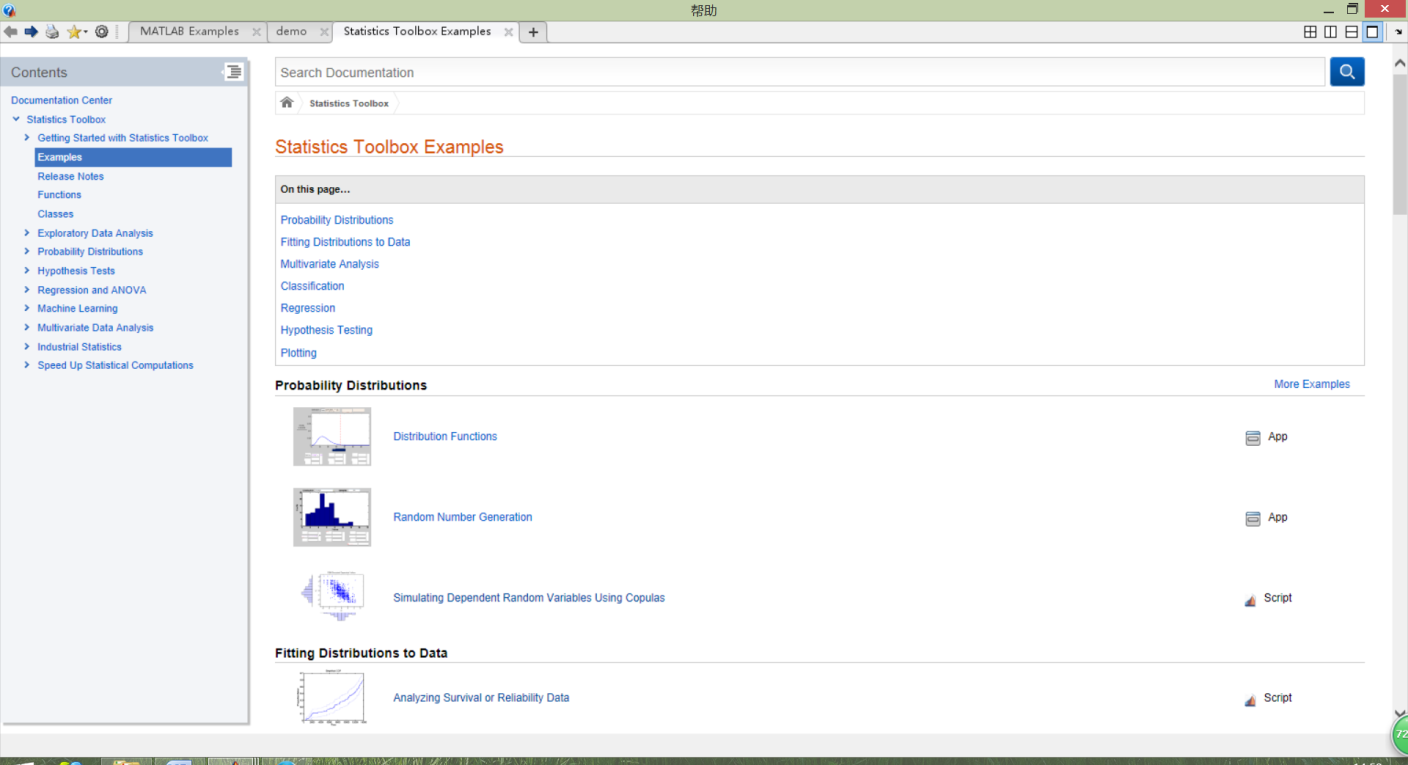 帮助
MATLAB Examples
demo
Statistics Toolbox Examples
Contents
Documentation Center
Statistics Toolbox
Getting Started with Statistics Toolbox
Examples
Release Notes
Functions
Classes
Exploratory Data Analysis
Probability Distributions
Hypothesis Tests
Regression and ANOVA
Machine Learning
Multivariate Data Analysis
Industrial Statistics
Speed Up Statistical Computations
Search Documentation
Statistics Toolbox
Statistics Toolbox Examples
On this page...
Probability Distributions
Fitting Distributions to Data
Multivariate Analysis
Classification
Regression
Hypothesis Testing
Plotting
Probability Distributions More Examples
Distribution Functions App
Random Number Generation App
Simulating Dependent Random Variables Using Copulas Script
Fitting Distributions to Data
Analyzing Survival or Reliability Data Script
72